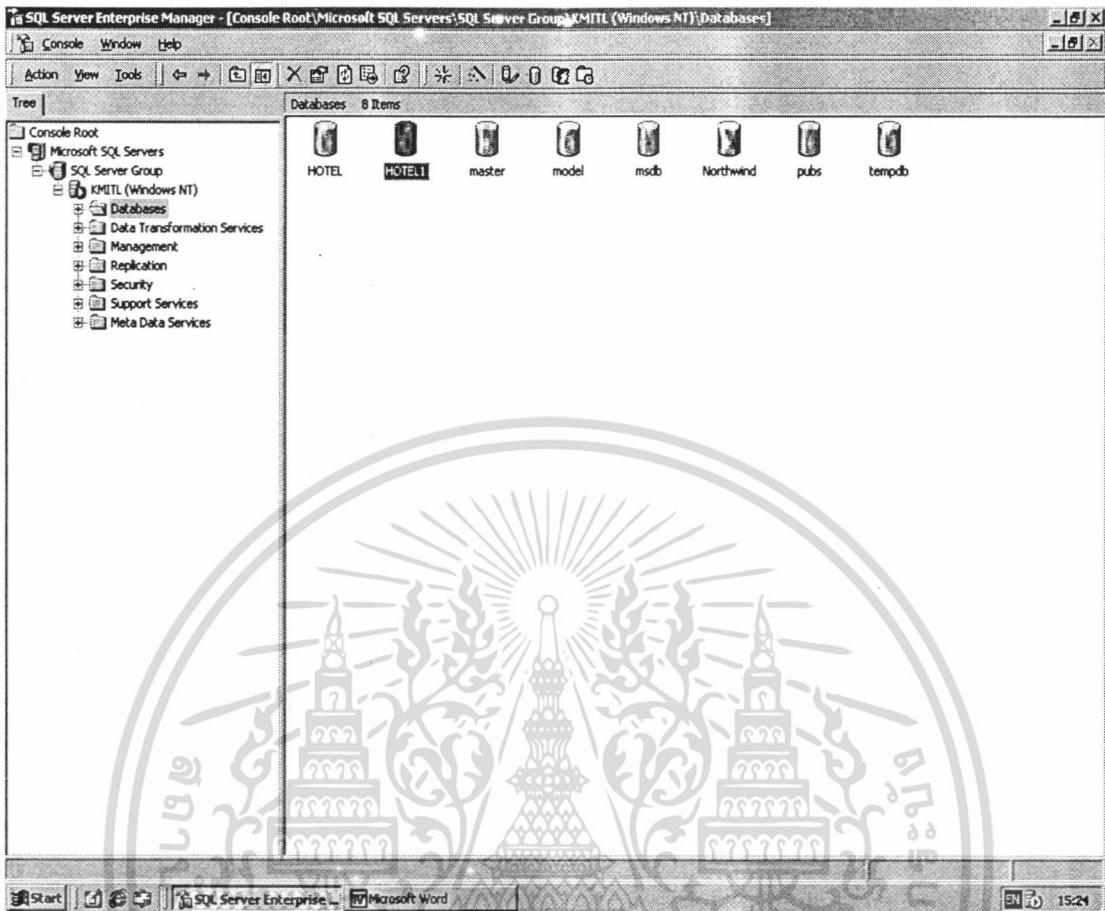 SQL Server Enterprise Manager - [Console Root\Microsoft SQL Servers\SQL Server Group\KMITL (Windows NT)\Databases]
Console Window Help
Action View Tools
Tree
Databases 8 Items
Console Root
Microsoft SQL Servers
SQL Server Group
KMITL (Windows NT)
Databases
Data Transformation Services
Management
Replication
Security
Support Services
Meta Data Services
HOTEL
HOTEL1
master
model
msdb
Northwind
pubs
tempdb
Start
SQL Server Enterprise ...
Microsoft Word
EN
15:24